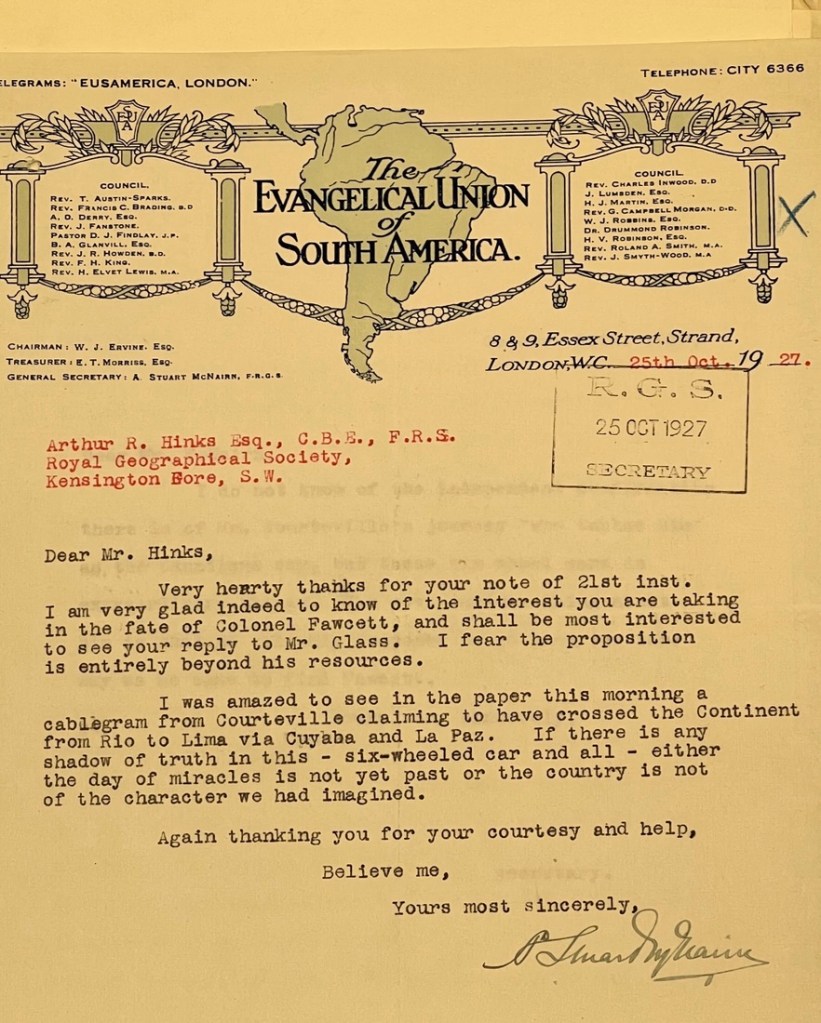 ELEGRAMS: "EUSAMERICA, LONDON."
TELEPHONE: CITY 6366
The
EVANGELICAL UNION
of
SOUTH AMERICA.
COUNCIL.
REV. T. AUSTIN-SPARKS.
REV. FRANCIS C. BRADING, B.D
A. D. DERRY, ESQ.
REV. J. FANSTONE.
PASTOR D. J. FINDLAY, J.P.
B. A. GLANVILL, ESQ.
REV. J. R. HOWDEN, B.D.
REV. F. H. KING.
REV. H. ELVET LEWIS, M.A.
COUNCIL
REV. CHARLES INWOOD, D.D
J. LUMSDEN, ESQ.
H. J. MARTIN, ESQ.
REV. G. CAMPBELL MORGAN, D.D.
W. J. ROBBINS, ESQ.
DR. DRUMMOND ROBINSON.
H. V. ROBINSON, ESQ.
REV. ROLAND A. SMITH, M.A.
REV. J. SMYTH-WOOD, M.A
X
CHAIRMAN: W. J. ERVINE, ESQ.
TREASURER: E. T. MORRISS, ESQ.
GENERAL SECRETARY: A. STUART McNAIRN, F.R.G.S
8 & 9, Essex Street, Strand,
LONDON, W.C. 25th Oct. 19 27.
R. G. S.
25 OCT 1927
SECRETARY
Arthur R. Hinks Esq., C.B.E., F.R.S.
Royal Geographical Society,
Kensington Gore, S.W.
Dear Mr. Hinks,
Very hearty thanks for your note of 21st inst.
I am very glad indeed to know of the interest you are taking
in the fate of Colonel Fawcett, and shall be most interested
to see your reply to Mr. Glass. I fear the proposition
is entirely beyond his resources.
I was amazed to see in the paper this morning a
cablegram from Courteville claiming to have crossed the Continent
from Rio to Lima via Cuyaba and La Paz. If there is any
shadow of truth in this - six-wheeled car and all - either
the day of miracles is not yet past or the country is not
of the character we had imagined.
Again thanking you for your courtesy and help,
Believe me,
Yours most sincerely,
A Stuart McNairn